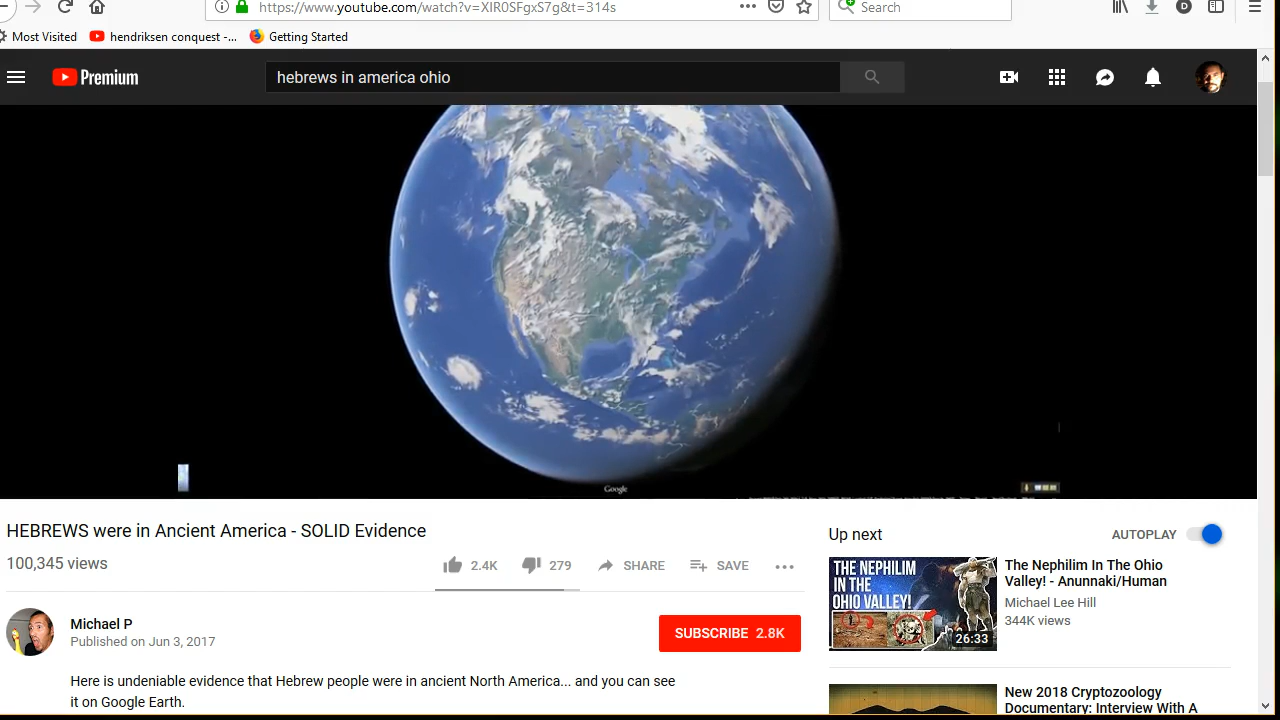 https://www.youtube.com/watch?v=XIR0SFgxS7g&t=314s
Search
Most Visited
hendriksen conquest -...
Getting Started
Premium
hebrews in america ohio
Google
HEBREWS were in Ancient America - SOLID Evidence
100,345 views
2.4K
279
SHARE
SAVE
Michael P
Published on Jun 3, 2017
SUBSCRIBE 2.8K
Here is undeniable evidence that Hebrew people were in ancient North America... and you can see
it on Google Earth.
Up next
AUTOPLAY
THE NEPHILIM
IN THE
OHIO VALLEY!
26:33
The Nephilim In The Ohio
Valley! - Anunnaki/Human
Michael Lee Hill
344K views
New 2018 Cryptozoology
Documentary: Interview With A